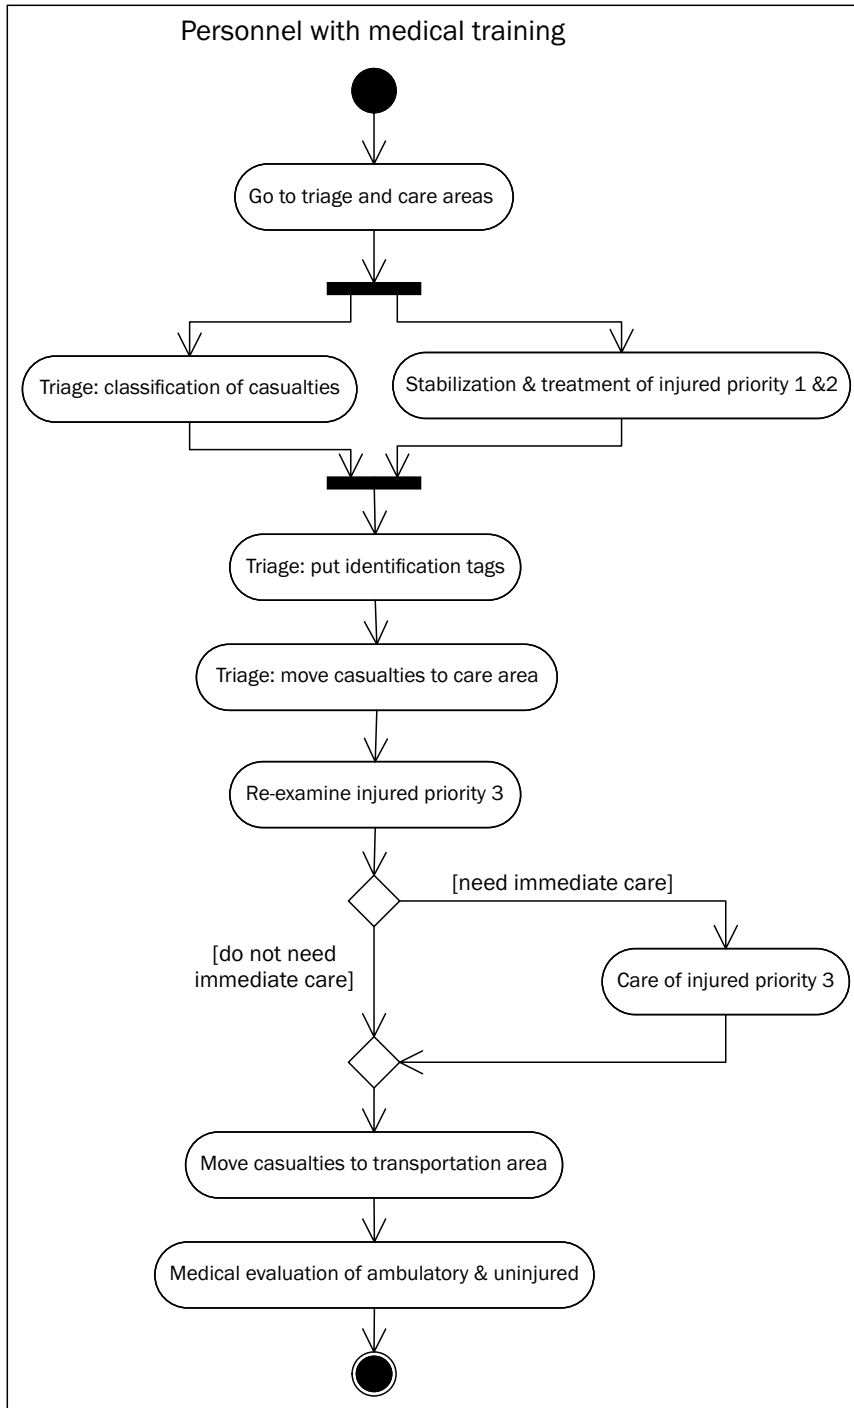 Personnel with medical training
Go to triage and care areas
Triage: classification of casualties
Stabilization & treatment of injured priority 1 &2
Triage: put identification tags
Triage: move casualties to care area
Re-examine injured priority 3
[need immediate care]
[do not need
immediate care]
Care of injured priority 3
Move casualties to transportation area
Medical evaluation of ambulatory & uninjured